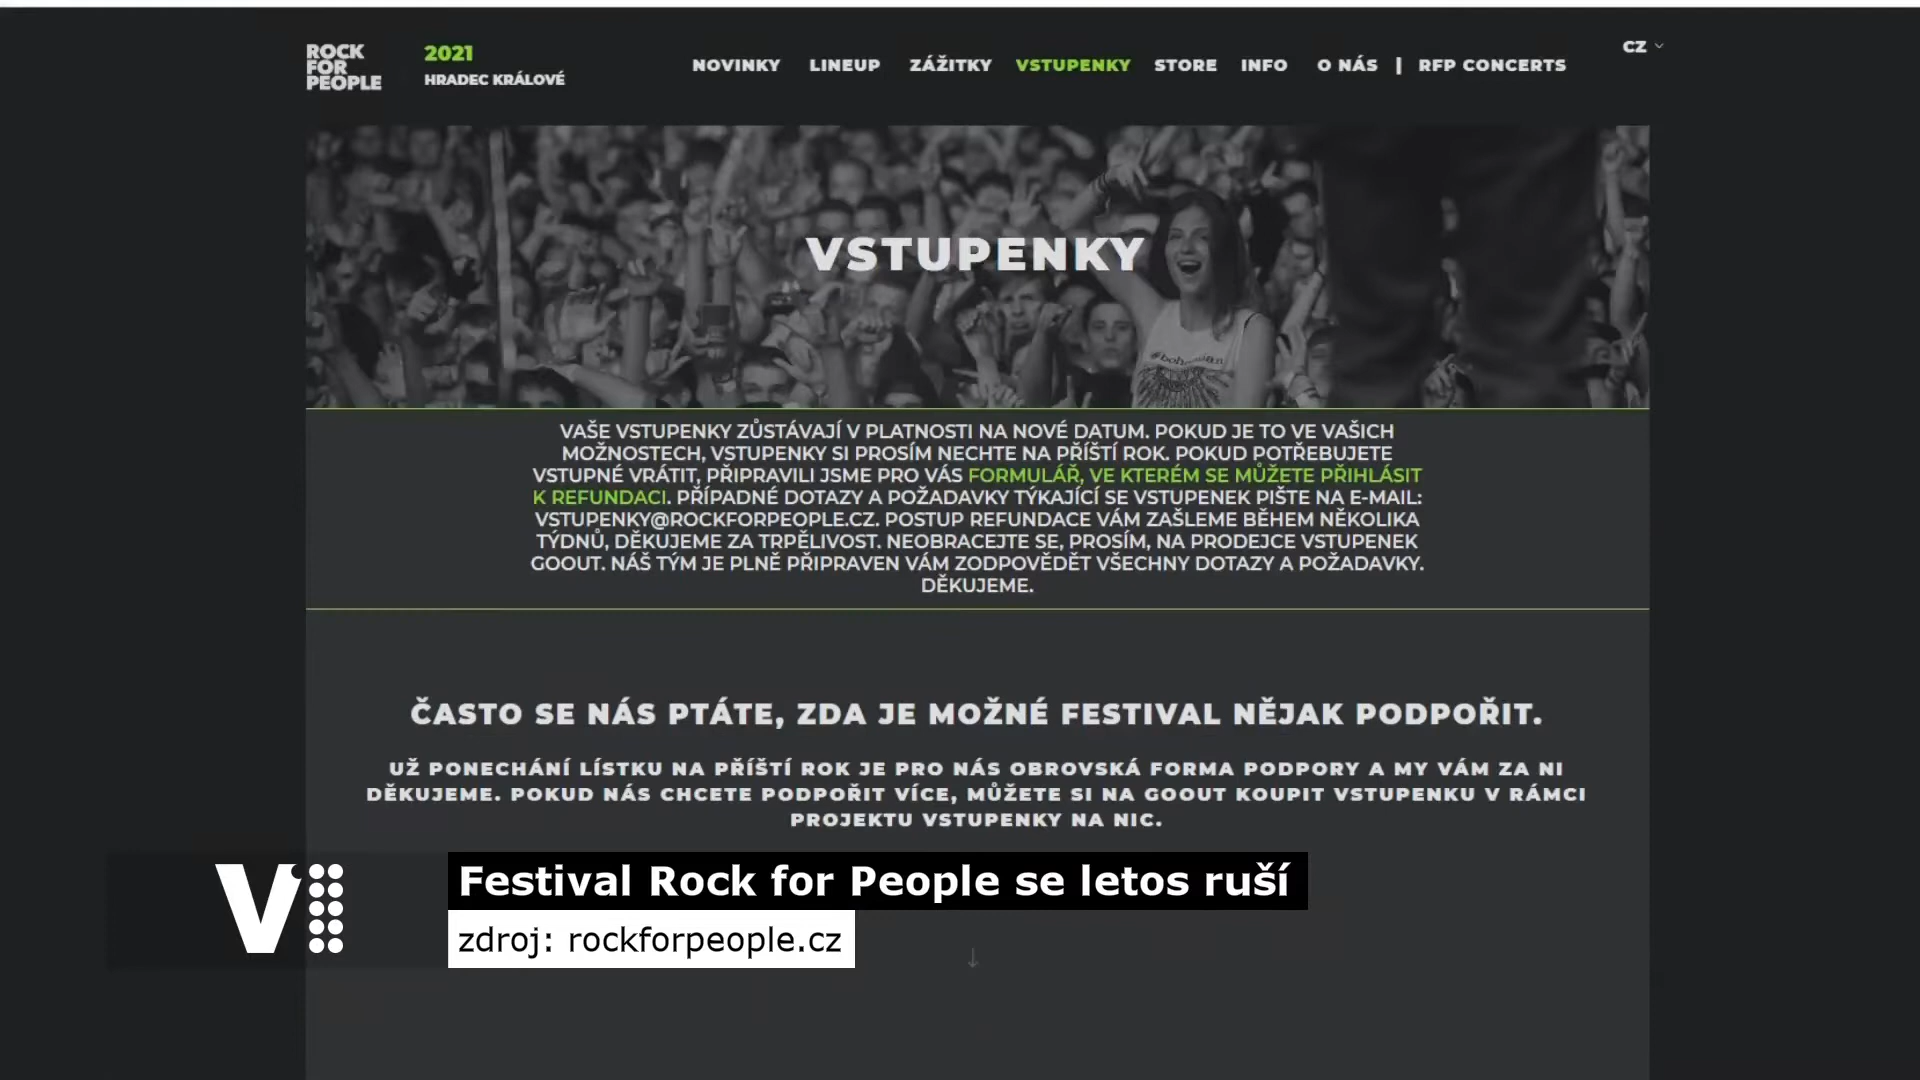 ROCK
FOR
PEOPLE
2021
HRADEC KRÁLOVÉ
NOVINKY LINEUP ZÁŽITKY VSTUPENKY STORE INFO O NÁS | RFP CONCERTS
CZ
VSTUPENKY
VAŠE VSTUPENKY ZŮSTÁVAJÍ V PLATNOSTI NA NOVÉ DATUM. POKUD JE TO VE VAŠICH
MOŽNOSTECH, VSTUPENKY SI PROSÍM NECHTE NA PŘÍŠTÍ ROK. POKUD POTŘEBUJETE
VSTUPNÉ VRÁTIT, PŘIPRAVILI JSME PRO VÁS FORMULÁŘ, VE KTERÉM SE MŮŽETE PŘIHLÁSIT
K REFUNDACI. PŘÍPADNÉ DOTAZY A POŽADAVKY TÝKAJÍCÍ SE VSTUPENEK PIŠTE NA E-MAIL:
VSTUPENKY@ROCKFORPEOPLE.CZ. POSTUP REFUNDACE VÁM ZAŠLEME BĚHEM NĚKOLIKA
TÝDNŮ, DĚKUJEME ZA TRPĚLIVOST. NEOBRACEJTE SE, PROSÍM, NA PRODEJCE VSTUPENEK
GOOUT. NÁŠ TÝM JE PLNĚ PŘIPRAVEN VÁM ZODPOVĚDĚT VŠECHNY DOTAZY A POŽADAVKY.
DĚKUJEME.
ČASTO SE NÁS PTÁTE, ZDA JE MOŽNÉ FESTIVAL NĚJAK PODPOŘIT.
UŽ PONECHÁNÍ LÍSTKU NA PŘÍŠTÍ ROK JE PRO NÁS OBROVSKÁ FORMA PODPORY A MY VÁM ZA NI
DĚKUJEME. POKUD NÁS CHCETE PODPOŘIT VÍCE, MŮŽETE SI NA GOOUT KOUPIT VSTUPENKU V RÁMCI
PROJEKTU VSTUPENKY NA NIC.
Festival Rock for People se letos ruší
zdroj: rockforpeople.cz